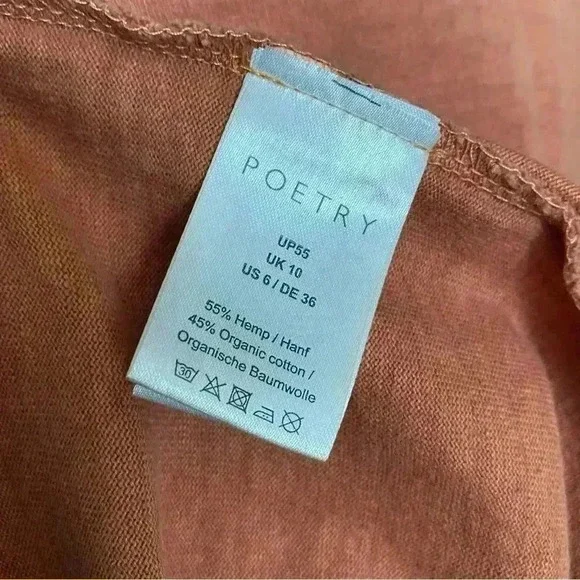 POETRY
UP55
UK 10
US 6 / DE 36
55% Hemp / Hanf
45% Organic cotton /
Organische Baumwolle
30